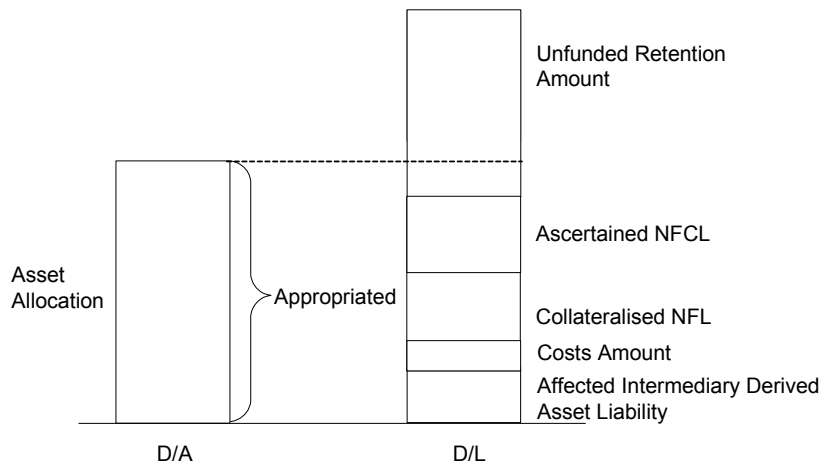 Unfunded Retention
Amount
Ascertained NFCL
Asset
Allocation
Appropriated
Collateralised NFL
Costs Amount
Affected Intermediary Derived
Asset Liability
D/A
D/L